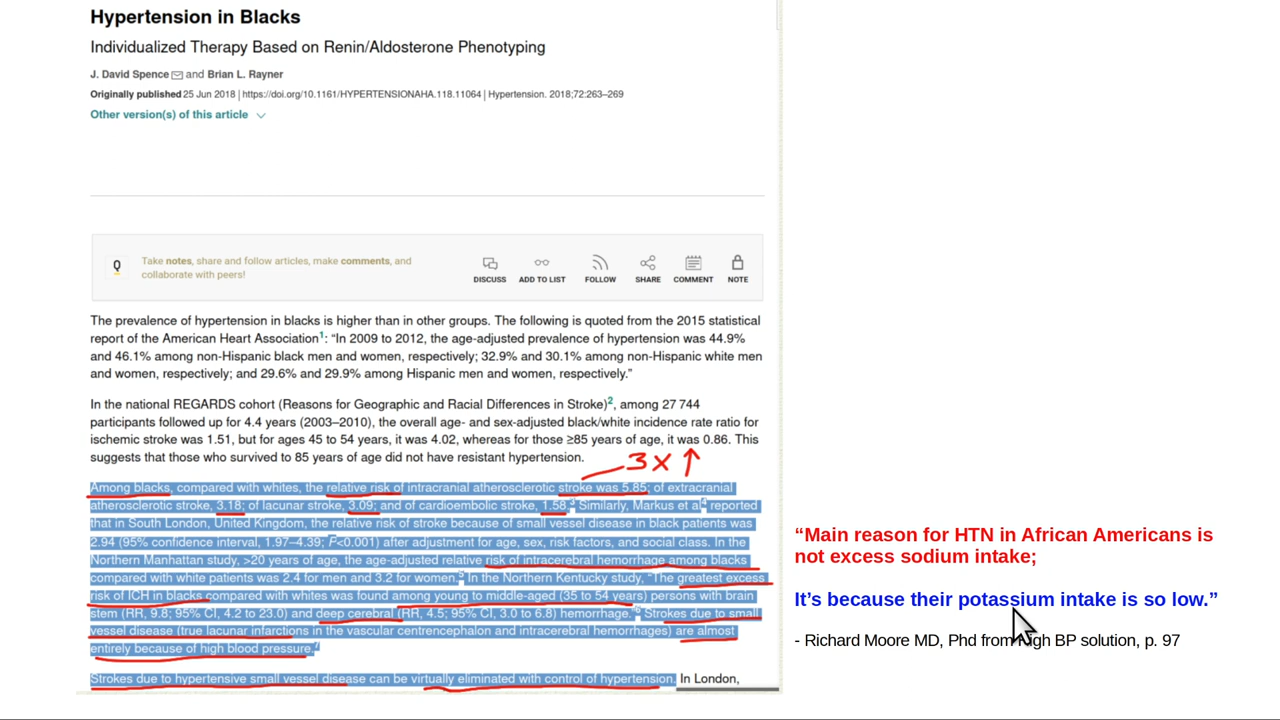 Hypertension in Blacks
Individualized Therapy Based on Renin/Aldosterone Phenotyping
J. David Spence and Brian L. Rayner
Originally published 25 Jun 2018 | https://doi.org/10.1161/HYPERTENSIONAHA.118.11064 | Hypertension. 2018;72:263–269
Other version(s) of this article
Q
Take notes, share and follow articles, make comments, and
collaborate with peers!
DISCUSS ADD TO LIST FOLLOW SHARE COMMENT NOTE
The prevalence of hypertension in blacks is higher than in other groups. The following is quoted from the 2015 statistical
report of the American Heart Association1: “In 2009 to 2012, the age-adjusted prevalence of hypertension was 44.9%
and 46.1% among non-Hispanic black men and women, respectively; 32.9% and 30.1% among non-Hispanic white men
and women, respectively; and 29.6% and 29.9% among Hispanic men and women, respectively.”
In the national REGARDS cohort (Reasons for Geographic and Racial Differences in Stroke)2, among 27 744
participants followed up for 4.4 years (2003–2010), the overall age- and sex-adjusted black/white incidence rate ratio for
ischemic stroke was 1.51, but for ages 45 to 54 years, it was 4.02, whereas for those ≥85 years of age, it was 0.86. This
suggests that those who survived to 85 years of age did not have resistant hypertension.
3X ↑
Among blacks, compared with whites, the relative risk of intracranial atherosclerotic stroke was 5.85; of extracranial
atherosclerotic stroke, 3.18; of lacunar stroke, 3.09; and of cardioembolic stroke, 1.58.3 Similarly, Markus et al4 reported
that in South London, United Kingdom, the relative risk of stroke because of small vessel disease in black patients was
2.94 (95% confidence interval, 1.97–4.39; P<0.001) after adjustment for age, sex, risk factors, and social class. In the
Northern Manhattan study, >20 years of age, the age-adjusted relative risk of intracerebral hemorrhage among blacks
compared with white patients was 2.4 for men and 3.2 for women.5 In the Northern Kentucky study, “The greatest excess
risk of ICH in blacks compared with whites was found among young to middle-aged (35 to 54 years) persons with brain
stem (RR, 9.8; 95% CI, 4.2 to 23.0) and deep cerebral (RR, 4.5; 95% CI, 3.0 to 6.8) hemorrhage.”6 Strokes due to small
vessel disease (true lacunar infarctions in the vascular centrencephalon and intracerebral hemorrhages) are almost
entirely because of high blood pressure.7
Strokes due to hypertensive small vessel disease can be virtually eliminated with control of hypertension. In London,
“Main reason for HTN in African Americans is
not excess sodium intake;
It’s because their potassium intake is so low.”
- Richard Moore MD, Phd from High BP solution, p. 97